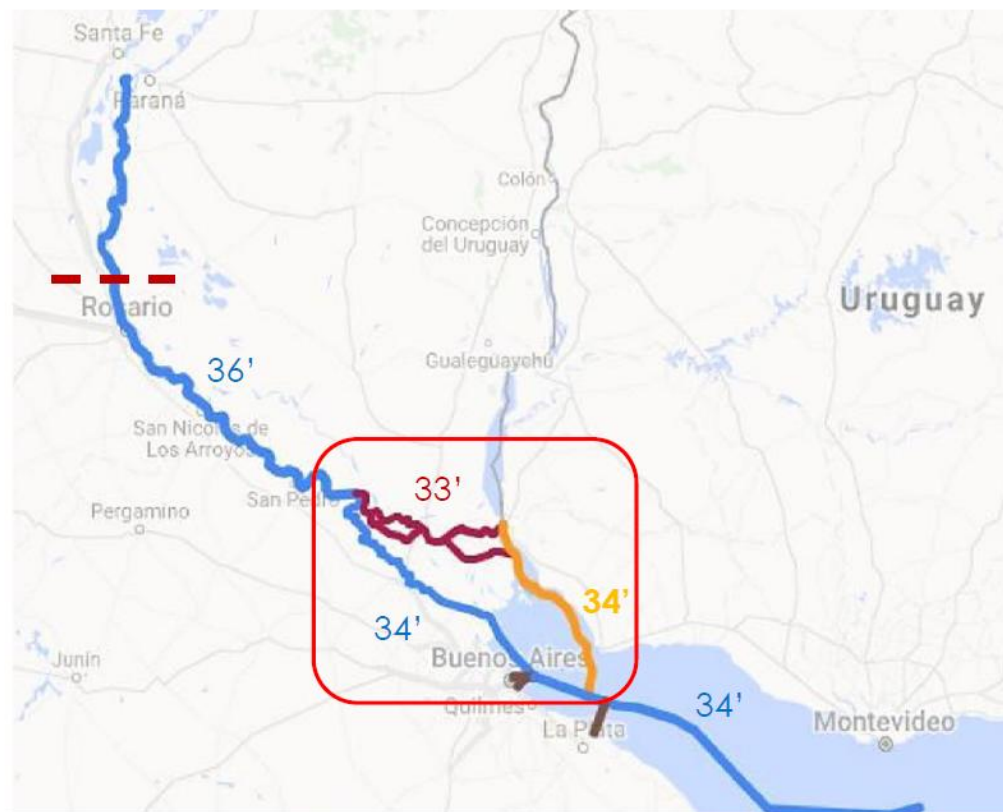 Santa Fe
Paraná
Colón
Concepción
del Uruguay
Uruguay
Rosario
Gualeguaychú
36’
San Nicolás de
Los Arroyos
33’
San Pedro
Pergamino
34’
34’
Junín
Buenos Aires
Quilmes
34’
La Plata
Montevideo